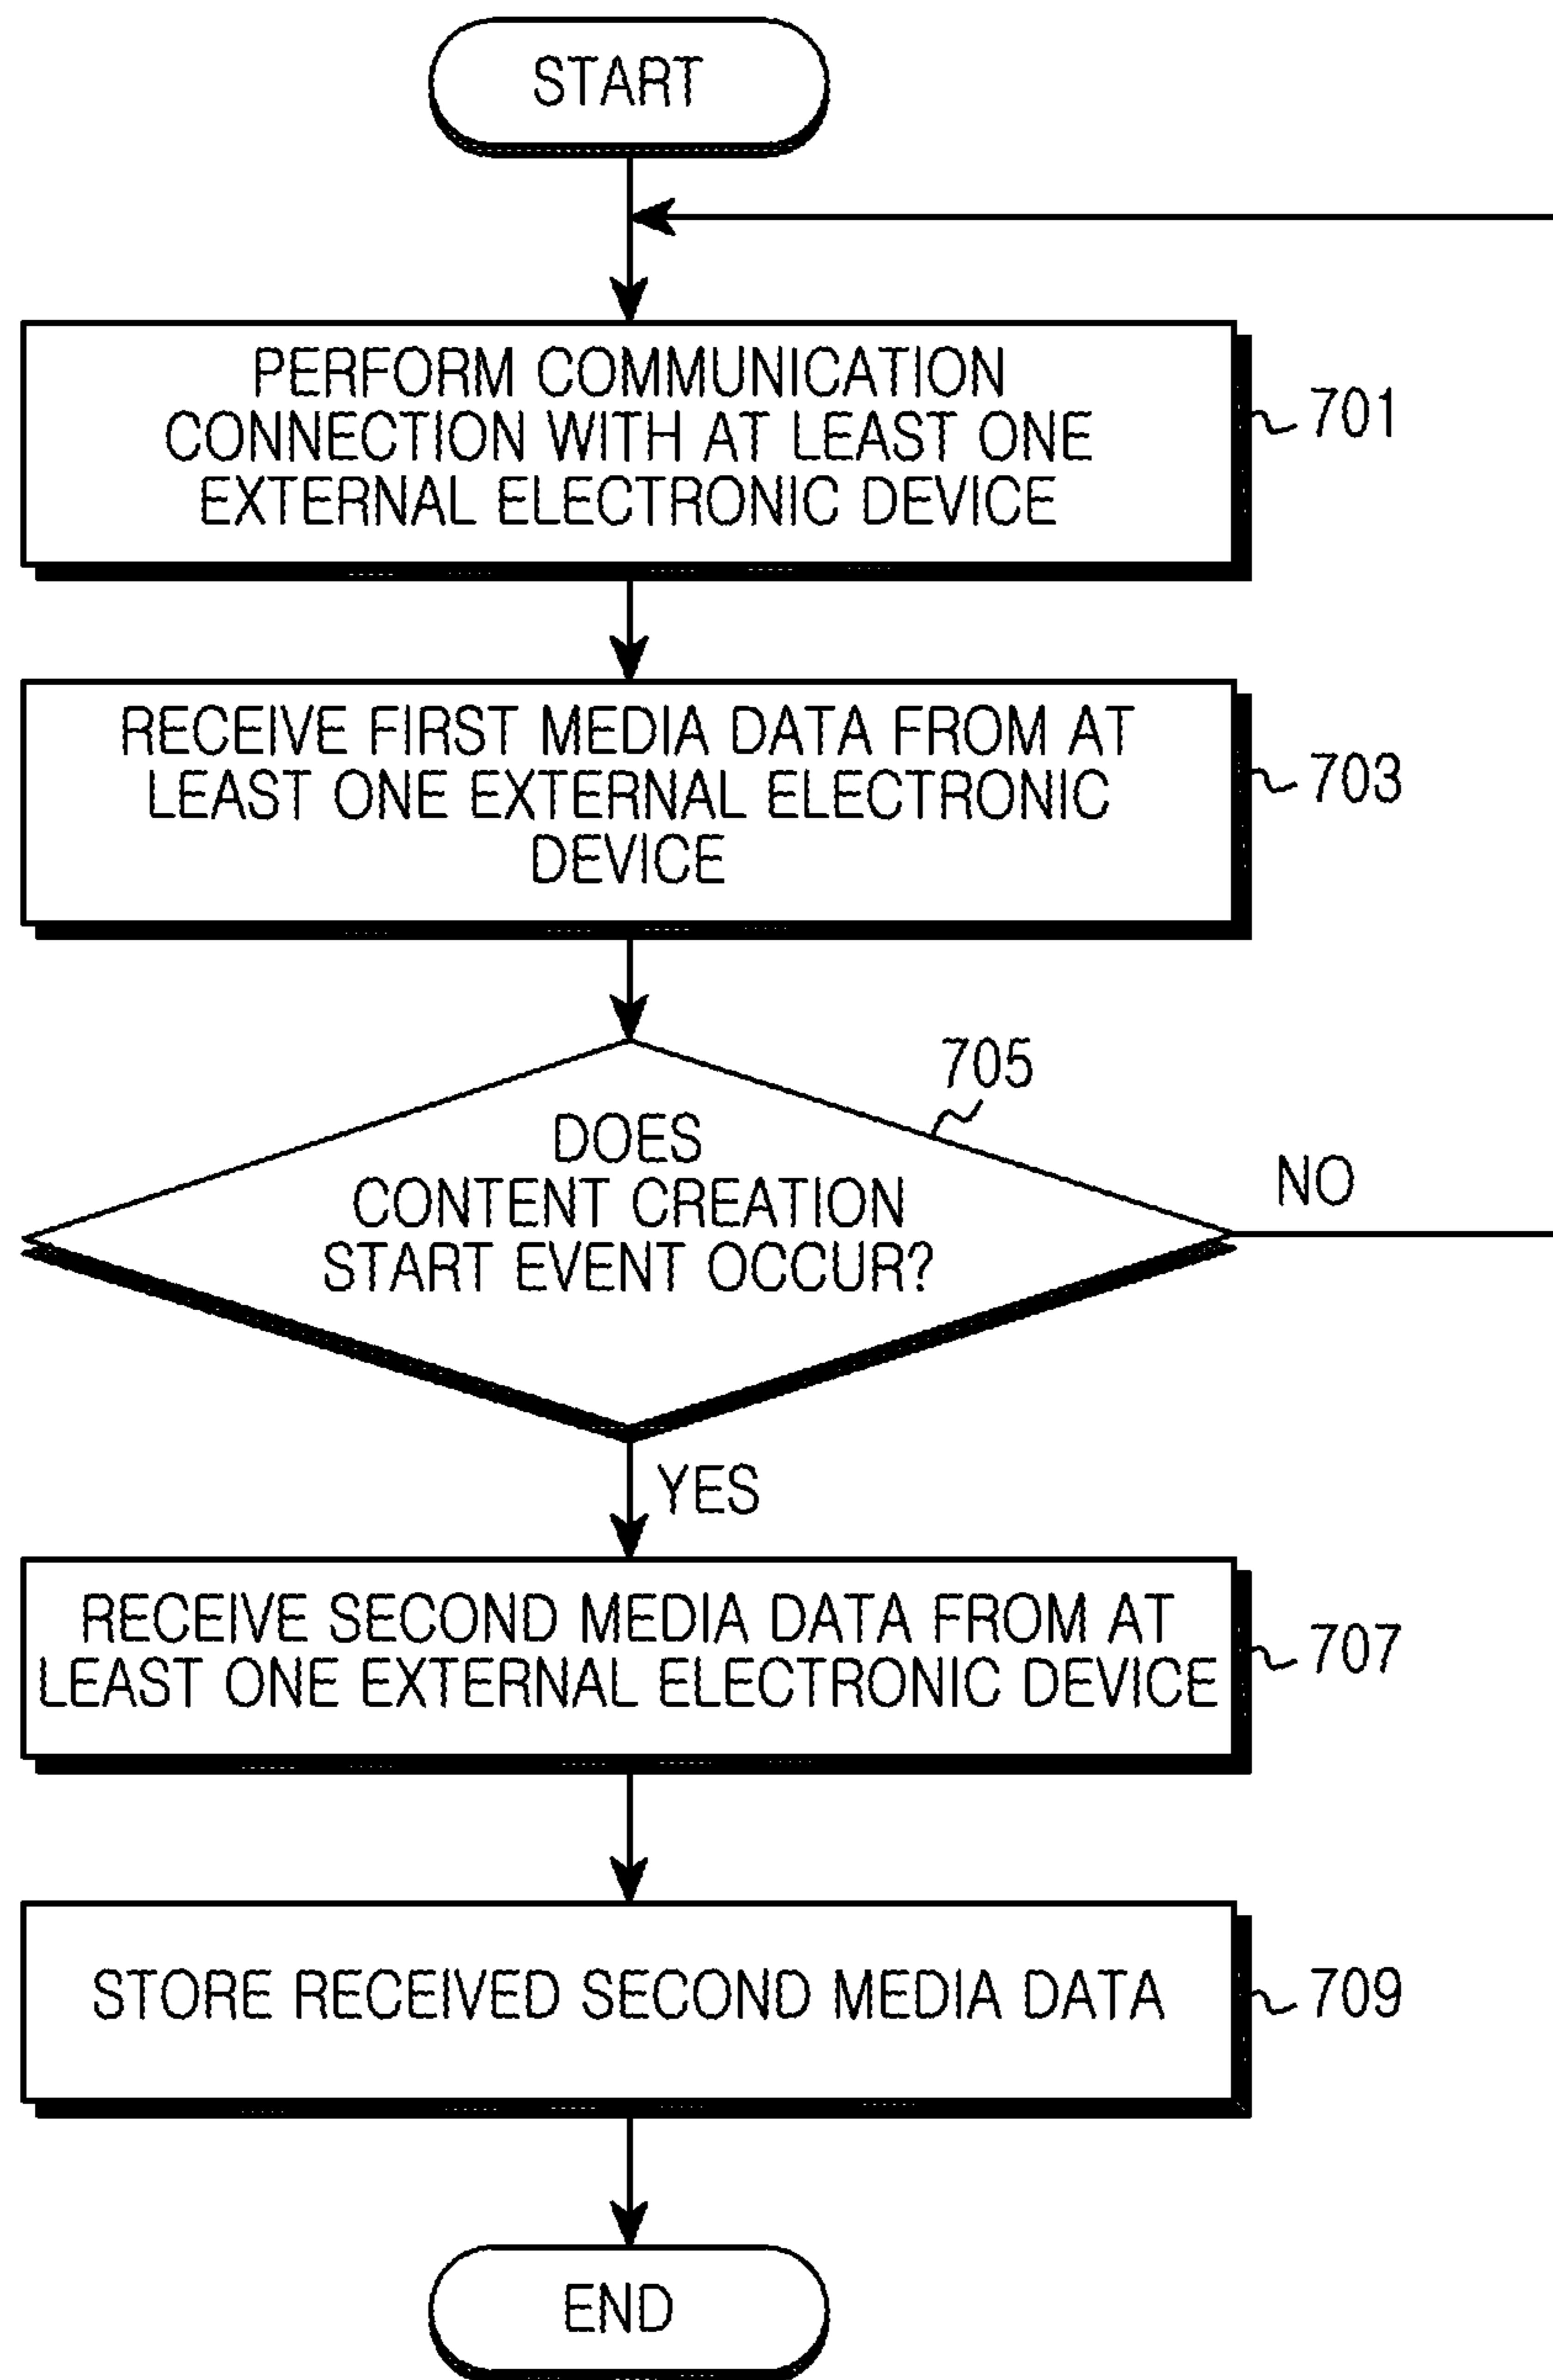 START
PERFORM COMMUNICATION
CONNECTION WITH AT LEAST ONE
EXTERNAL ELECTRONIC DEVICE
701
RECEIVE FIRST MEDIA DATA FROM AT
LEAST ONE EXTERNAL ELECTRONIC
DEVICE
703
705
DOES
CONTENT CREATION
START EVENT OCCUR?
NO
YES
RECEIVE SECOND MEDIA DATA FROM AT
LEAST ONE EXTERNAL ELECTRONIC DEVICE
707
STORE RECEIVED SECOND MEDIA DATA
709
END